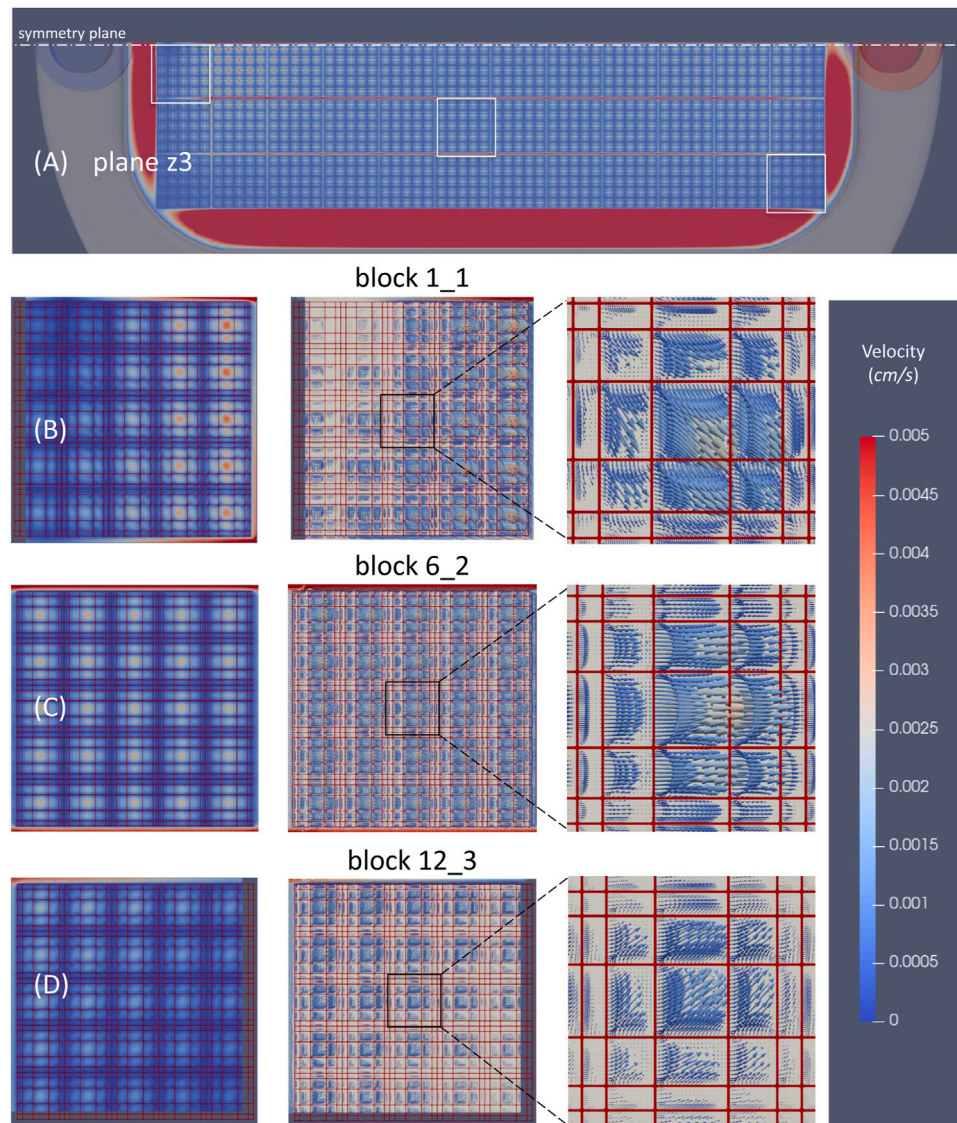 symmetry plane
(A) plane z3
block 1_1
(B)
block 6_2
(C)
block 12_3
(D)
Velocity
(cm/s)
0.005
0.0045
0.004
0.0035
0.003
0.0025
0.002
0.0015
0.001
0.0005
0